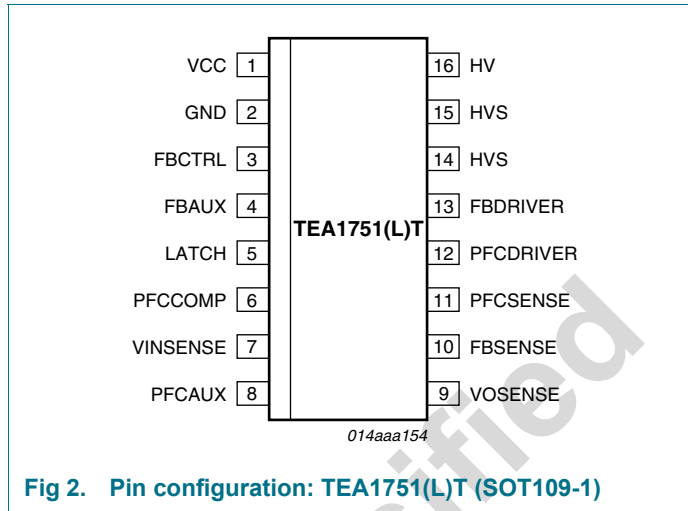 VCC 1 16 HV
GND 2 15 HVS
FBCTRL 3 14 HVS
FBAUX 4 13 FBDRIVER
TEA1751(L)T
LATCH 5 12 PFCDRIVER
PFCCOMP 6 11 PFCSENSE
VINSENSE 7 10 FBSENSE
PFCAUX 8 9 VOSENSE
014aaa154
Fig 2. Pin configuration: TEA1751(L)T (SOT109-1)